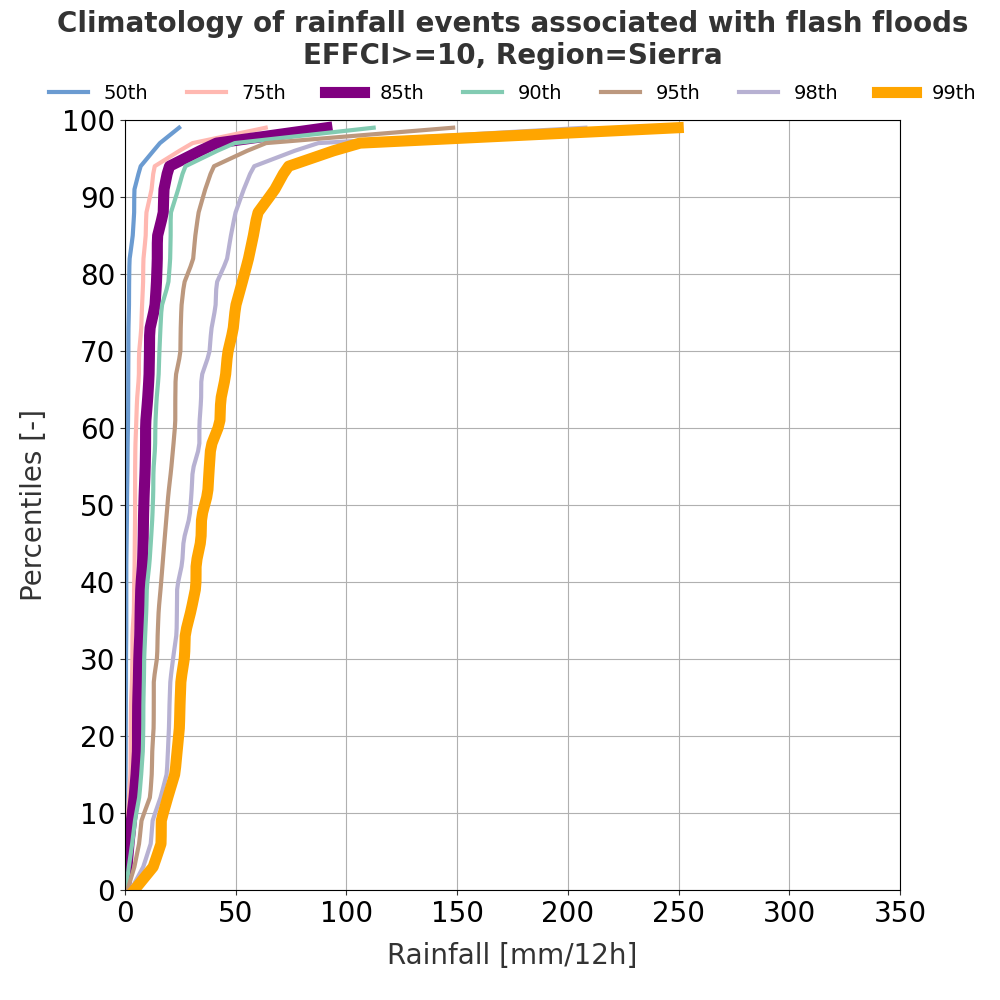 Climatology of rainfall events associated with flash floods
EFFCI>=10, Region=Sierra
50th 75th 85th 90th 95th 98th 99th
100
90
80
70
60
50
40
30
20
10
0
Percentiles [-]
0 50 100 150 200 250 300 350
Rainfall [mm/12h]